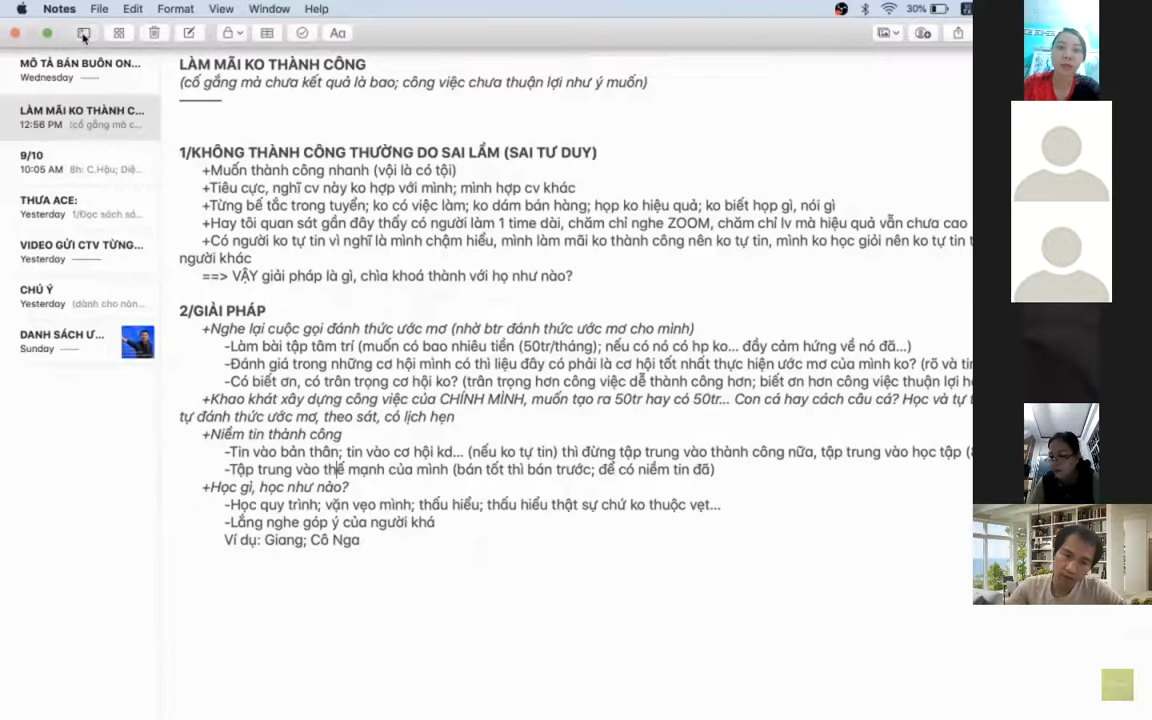 Notes File Edit Format View Window Help 30%
Aa
MÔ TẢ BÁN BUÔN ON...
Wednesday
LÀM MÃI KO THÀNH C...
12:56 PM (cố gắng mà c...
9/10
10:05 AM 8h: C.Hậu; Diệ...
THƯA ACE:
Yesterday 1/Đọc sách sá...
VIDEO GỬI CTV TỪNG...
Yesterday
CHÚ Ý
Yesterday (dành cho nón...
DANH SÁCH Ư...
Sunday
LÀM MÃI KO THÀNH CÔNG
(cố gắng mà chưa kết quả là bao; công việc chưa thuận lợi như ý muốn)
1/KHÔNG THÀNH CÔNG THƯỜNG DO SAI LẦM (SAI TƯ DUY)
+Muốn thành công nhanh (vội là có tội)
+Tiêu cực, nghĩ cv này ko hợp với mình; mình hợp cv khác
+Từng bế tắc trong tuyển; ko có việc làm; ko dám bán hàng; họp ko hiệu quả; ko biết họp gì, nói gì
+Hay tôi quan sát gần đây thấy có người làm 1 time dài, chăm chỉ nghe ZOOM, chăm chỉ lv mà hiệu quả vẫn chưa cao
+Có người ko tự tin vì nghĩ là mình chậm hiểu, mình làm mãi ko thành công nên ko tự tin, mình ko học giỏi nên ko tự tin
người khác
==> VẬY giải pháp là gì, chìa khoá thành với họ như nào?
2/GIẢI PHÁP
+Nghe lại cuộc gọi đánh thức ước mơ (nhờ btr đánh thức ước mơ cho mình)
-Làm bài tập tâm trí (muốn có bao nhiêu tiền (50tr/tháng); nếu có nó có hp ko... đầy cảm hứng về nó đã...)
-Đánh giá trong những cơ hội mình có thì liệu đây có phải là cơ hội tốt nhất thực hiện ước mơ của mình ko? (rõ và tin
-Có biết ơn, có trân trọng cơ hội ko? (trân trọng hơn công việc dễ thành công hơn; biết ơn hơn công việc thuận lợi
+Khao khát xây dựng công việc của CHÍNH MÌNH, muốn tạo ra 50tr hay có 50tr... Con cá hay cách câu cá? Học và tự
tự đánh thức ước mơ, theo sát, có lịch hẹn
+Niềm tin thành công
-Tin vào bản thân; tin vào cơ hội kd... (nếu ko tự tin) thì đừng tập trung vào thành công nữa, tập trung vào học tập
-Tập trung vào thế mạnh của mình (bán tốt thì bán trước; để có niềm tin đã)
+Học gì, học như nào?
-Học quy trình; vặn vẹo mình; thấu hiểu; thấu hiểu thật sự chứ ko thuộc vẹt...
-Lắng nghe góp ý của người khá
Ví dụ: Giang; Cô Nga